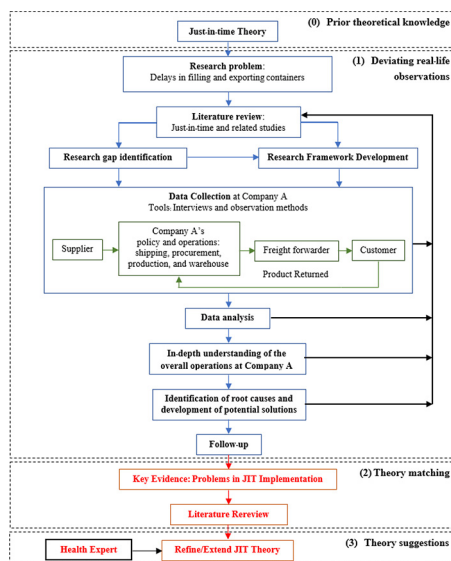 (0) Prior theoretical knowledge
Just-in-time Theory
(1) Deviating real-life
observations
Research problem:
Delays in filling and exporting containers
Literature review:
Just-in-time and related studies
Research gap identification
Research Framework Development
Data Collection at Company A
Tools: Interviews and observation methods
Supplier
Company A's
policy and operations:
shipping, procurement,
production, and warehouse
Freight forwarder
Customer
Product Returned
Data analysis
In-depth understanding of the
overall operations at Company A
Identification of root causes and
development of potential solutions
Follow-up
(2) Theory matching
Key Evidence: Problems in JIT Implementation
Literature Rereview
(3) Theory suggestions
Health Expert
Refine/Extend JIT Theory